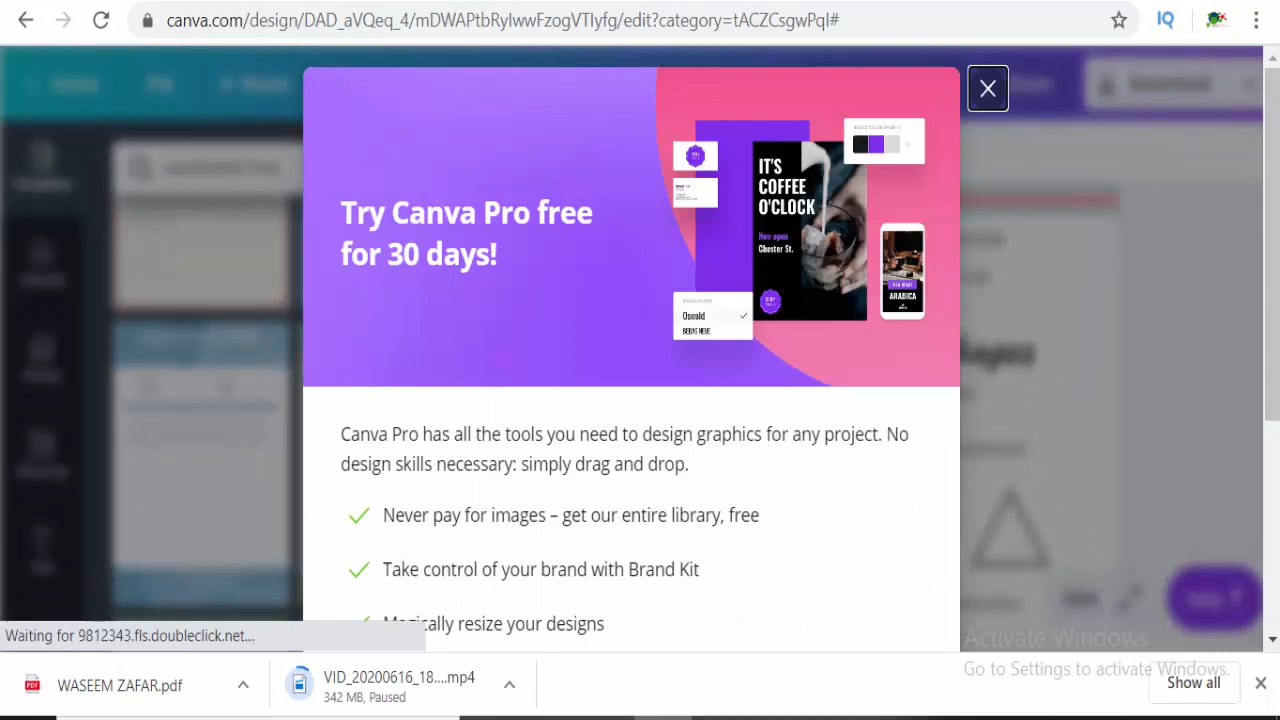 canva.com/design/DAD_aVQeq_4/mDWAPtbRyIwwFzogVTIyfg/edit?category=tACZCsgwPqI#
IQ
Try Canva Pro free
for 30 days!
IT'S
COFFEE
O'CLOCK
Now open
Chester St.
Oswald
BEBAS NEUE
ARABICA
Canva Pro has all the tools you need to design graphics for any project. No
design skills necessary: simply drag and drop.
Never pay for images – get our entire library, free
Take control of your brand with Brand Kit
Magically resize your designs
Waiting for 9812343.fls.doubleclick.net...
Activate Windows
Go to Settings to activate Windows.
WASEEM ZAFAR.pdf
VID_20200616_18....mp4
342 MB, Paused
Show all